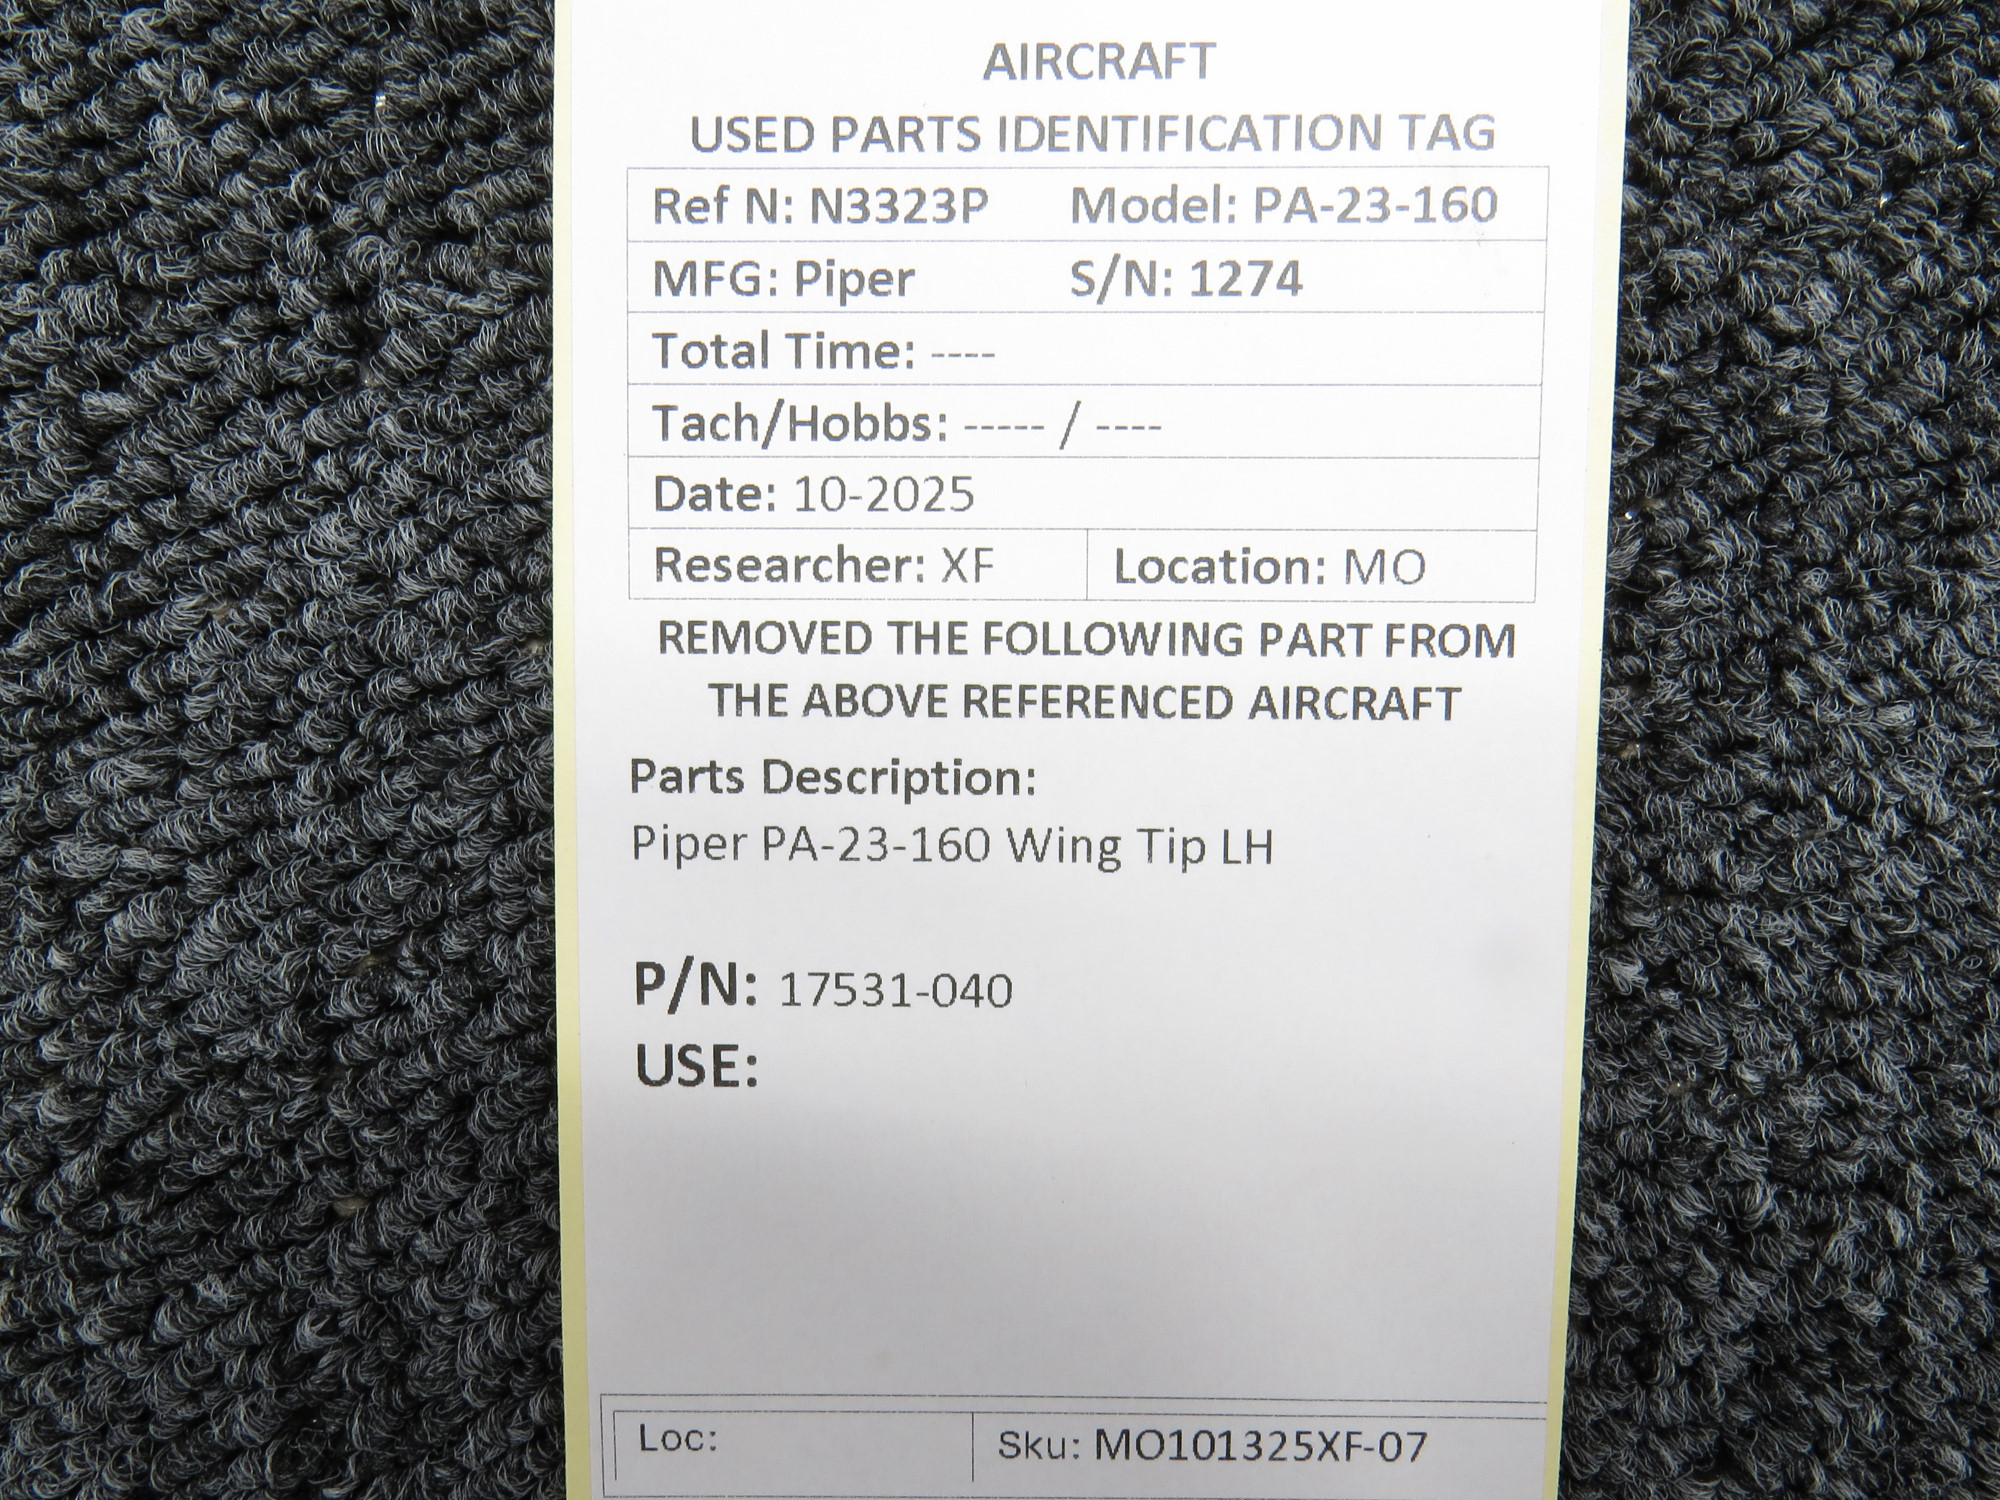 AIRCRAFT
USED PARTS IDENTIFICATION TAG
Ref N: N3323P Model: PA-23-160
MFG: Piper S/N: 1274
Total Time: ----
Tach/Hobbs: ----- / ----
Date: 10-2025
Researcher: XF Location: MO
REMOVED THE FOLLOWING PART FROM
THE ABOVE REFERENCED AIRCRAFT
Parts Description:
Piper PA-23-160 Wing Tip LH
P/N: 17531-040
USE:
Loc: Sku: MO101325XF-07